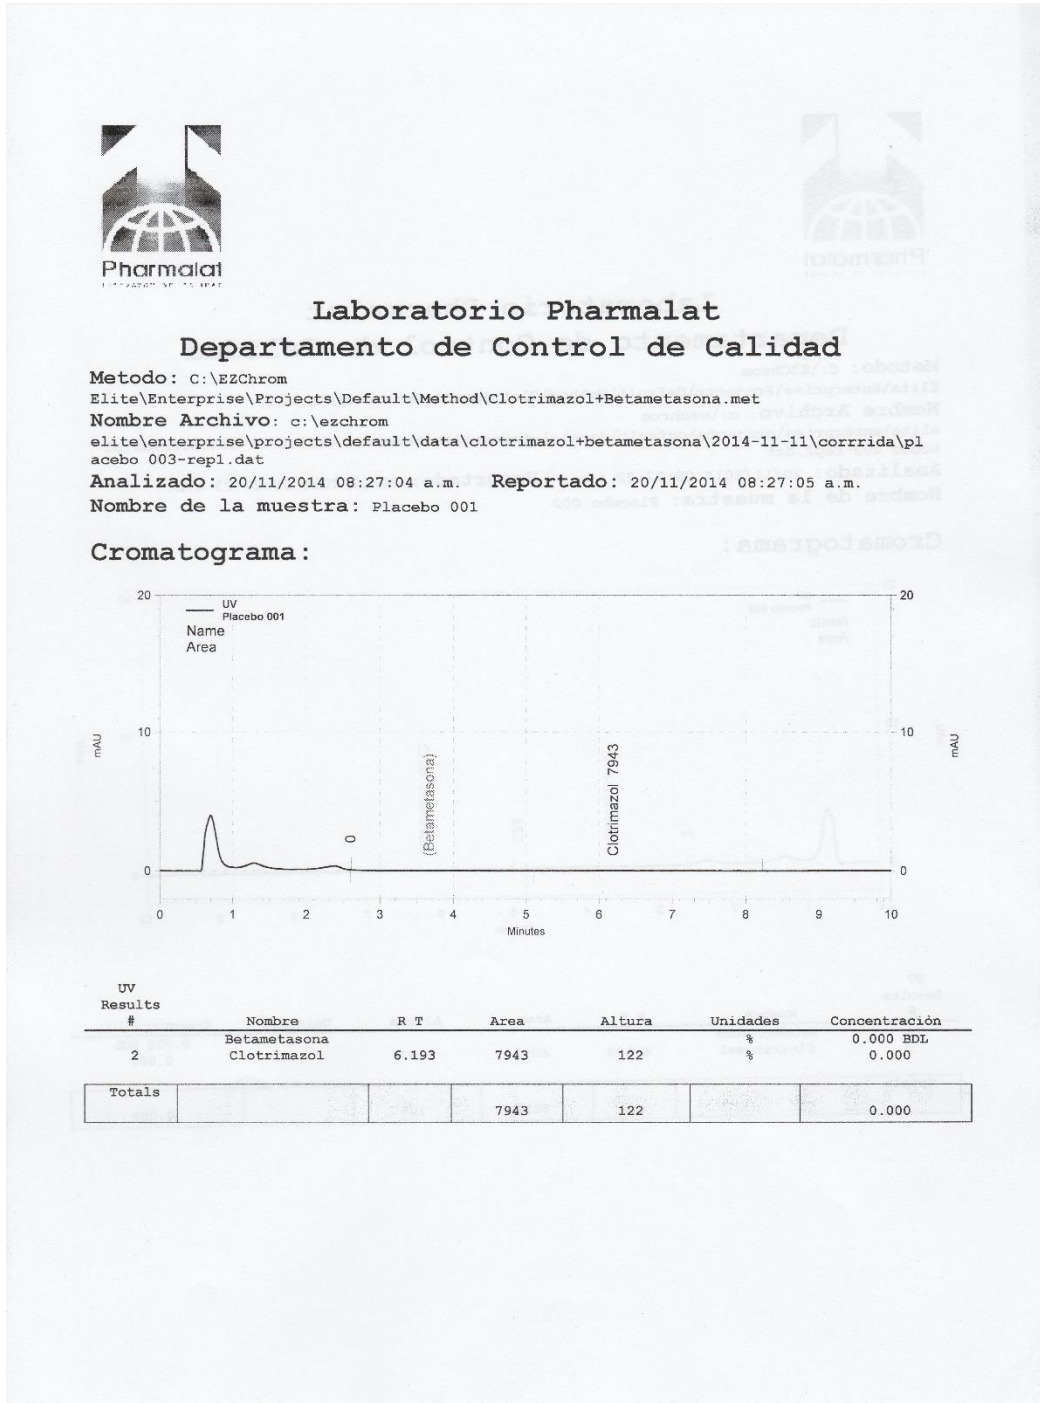 Pharmalat
Laboratorio Pharmalat
Departamento de Control de Calidad
Metodo: C:\EZChrom
Elite\Enterprise\Projects\Default\Method\Clotrimazol+Betametasona.met
Nombre Archivo: c:\ezchrom
elite\enterprise\projects\default\data\clotrimazol+betametasona\2014-11-11\corrrida\pl
acebo 003-rep1.dat
Analizado: 20/11/2014 08:27:04 a.m. Reportado: 20/11/2014 08:27:05 a.m.
Nombre de la muestra: Placebo 001
Cromatograma:
20 20
UV
Placebo 001
Name
Area
10 10
mAU mAU
0
(Betametasona)
Clotrimazol 7943
0 0
0 1 2 3 4 5 6 7 8 9 10
Minutes
UV
Results
# Nombre R T Area Altura Unidades Concentración
Betametasona % 0.000 BDL
2 Clotrimazol 6.193 7943 122 % 0.000
Totals
7943 122 0.000